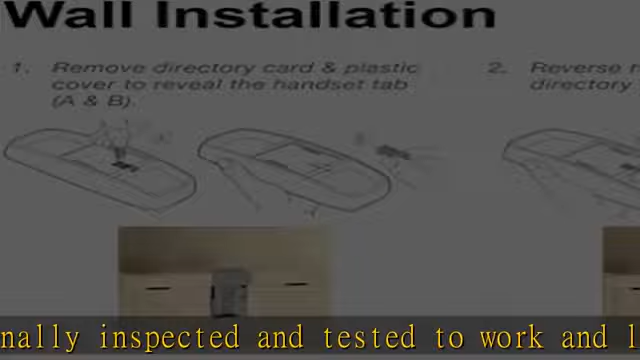 Wall Installation
1. Remove directory card & plastic
cover to reveal the handset tab
(A & B).
2. Reverse
directory
nally inspected and tested to work and l